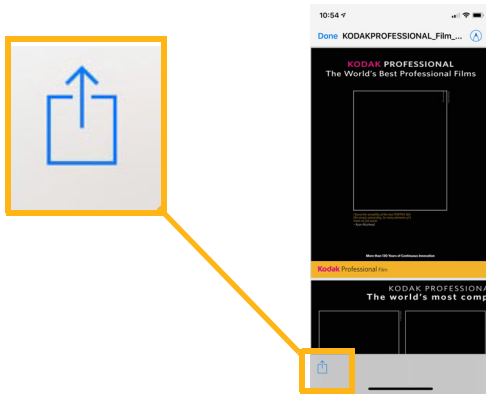 10:54
Done KODAKPROFESSIONAL_Film_...
KODAK PROFESSIONAL
The World's Best Professional Films
More than 100 Years of Continuous Innovation
Kodak Professional Film
KODAK PROFESSIONA
The world's most comp